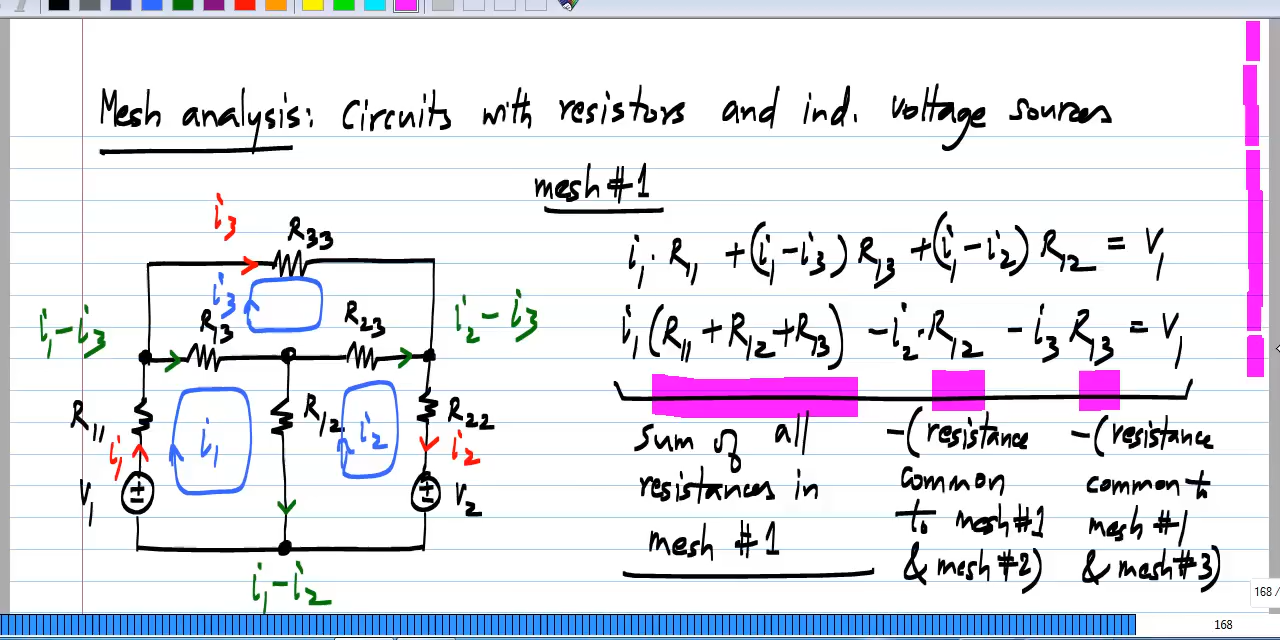 Mesh analysis: Circuits with resistors and ind. voltage sources
mesh #1
i₁·R₁₁ + (i₁-i₃) R₁₃ + (i₁-i₂) R₁₂ = V₁
i₁(R₁₁+R₁₂+R₁₃) - i₂·R₁₂ - i₃R₁₃ = V₁
sum of all
resistances in
mesh #1
-(resistance
common
to mesh #1
& mesh #2)
-(resistance
common to
mesh #1
& mesh #3)
i₃
R₃₃
i₃
i₁-i₃
R₁₃
R₂₃
i₂-i₃
R₁₁
i₁
i₁
R₁₂
i₂
R₂₂
i₂
V₁
±
±
V₂
i₁-i₂
168 /
168